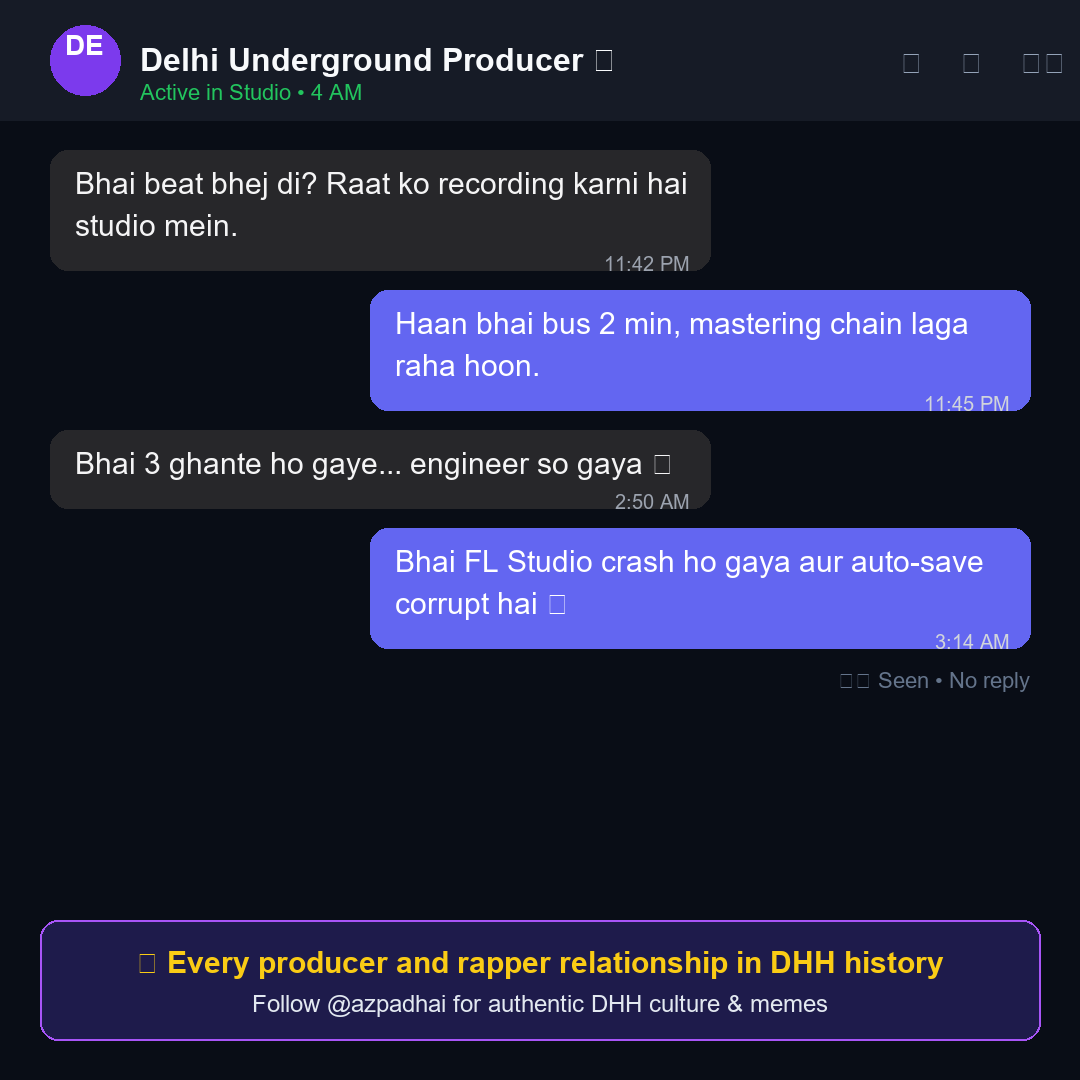 DE
Delhi Underground Producer
Active in Studio • 4 AM
Bhai beat bhej di? Raat ko recording karni hai
studio mein.
11:42 PM
Haan bhai bus 2 min, mastering chain laga
raha hoon.
11:45 PM
Bhai 3 ghante ho gaye... engineer so gaya
2:50 AM
Bhai FL Studio crash ho gaya aur auto-save
corrupt hai
3:14 AM
Seen • No reply
Every producer and rapper relationship in DHH history
Follow @azpadhai for authentic DHH culture & memes